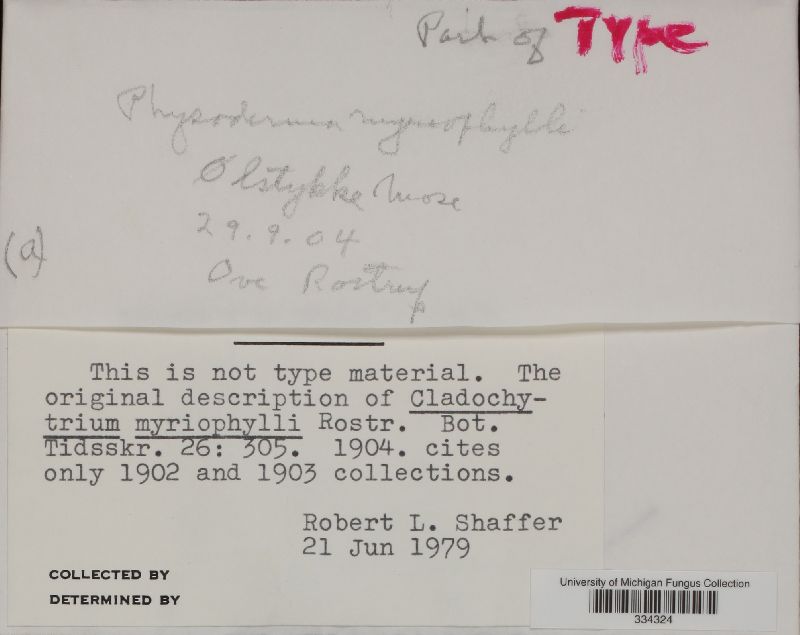 Part of Type
Physoderma myriophylli
Ølstykke Mose
29.9.04
(a)
Ove Rostrup
This is not type material. The
original description of Cladochy-
trium myriophylli Rostr. Bot.
Tidsskr. 26: 305. 1904. cites
only 1902 and 1903 collections.
Robert L. Shaffer
21 Jun 1979
COLLECTED BY
DETERMINED BY
University of Michigan Fungus Collection
334324